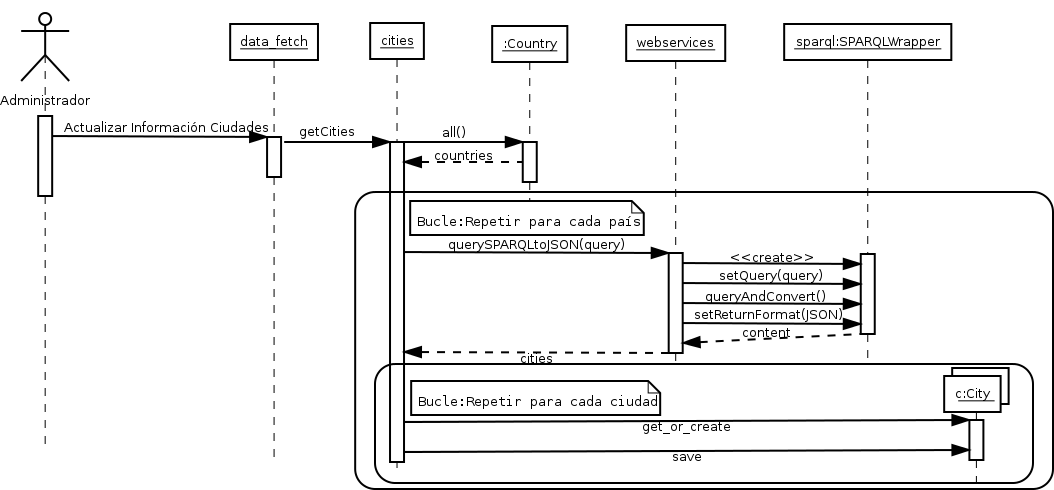 data_fetch
cities
:Country
webservices
sparql:SPARQLWrapper
Administrador
Actualizar Información Ciudades
getCities
all()
countries
Bucle:Repetir para cada país
querySPARQLtoJSON(query)
<<create>>
setQuery(query)
queryAndConvert()
setReturnFormat(JSON)
content
cities
c:City
Bucle:Repetir para cada ciudad
get_or_create
save